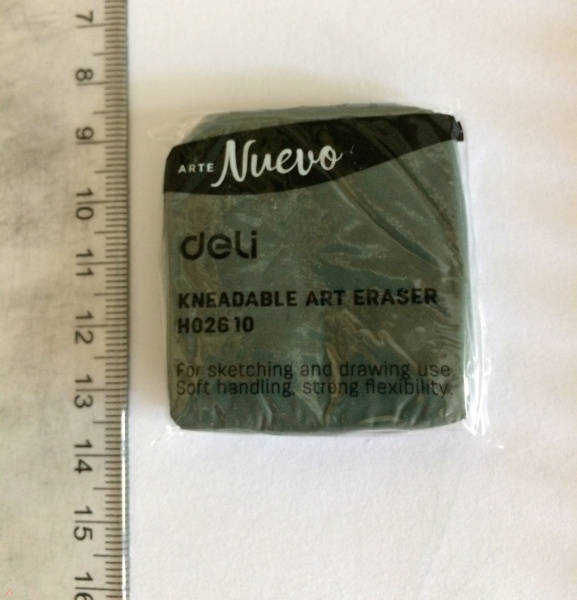 ARTE Nuevo
deli
KNEADABLE ART ERASER
H02610
For sketching and drawing use
Soft handling, strong flexibility.
7
8
9
10
11
12
13
14
15
16